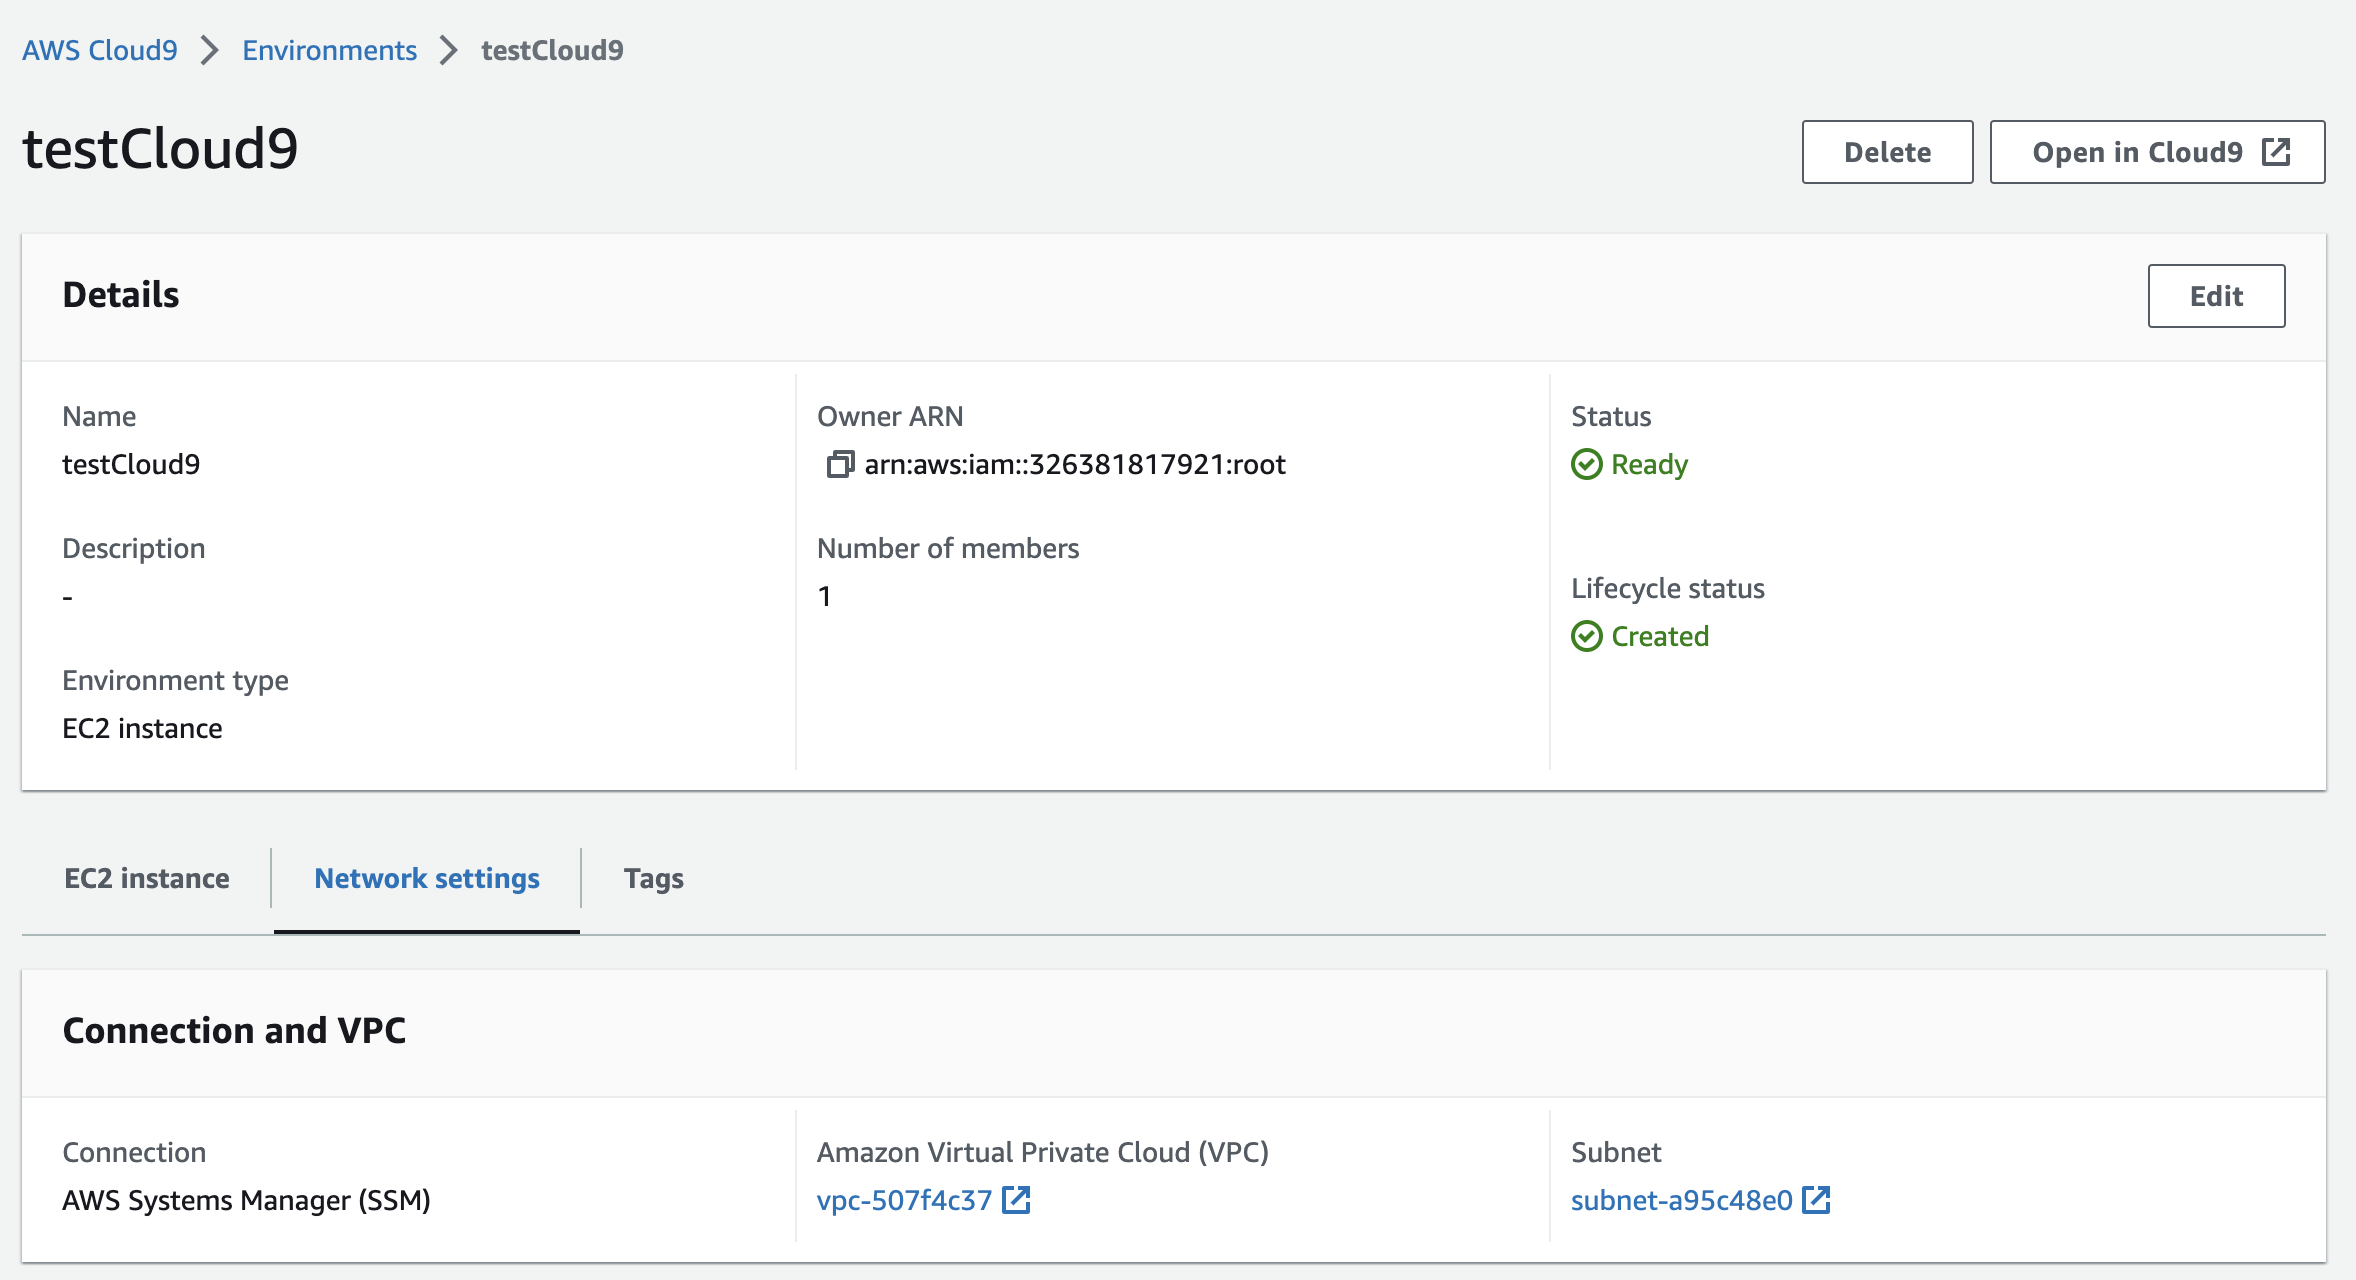 AWS Cloud9 > Environments > testCloud9
testCloud9
Delete
Open in Cloud9
Details
Edit
Name
testCloud9
Description
-
Environment type
EC2 instance
Owner ARN
arn:aws:iam::326381817921:root
Number of members
1
Status
Ready
Lifecycle status
Created
EC2 instance
Network settings
Tags
Connection and VPC
Connection
AWS Systems Manager (SSM)
Amazon Virtual Private Cloud (VPC)
vpc-507f4c37
Subnet
subnet-a95c48e0